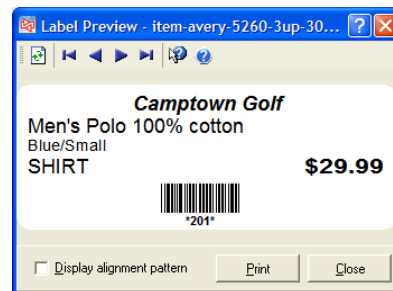 Label Preview - item-avery-5260-3up-30...
Camptown Golf
Men's Polo 100% cotton
Blue/Small
SHIRT $29.99
*201*
Display alignment pattern Print Close